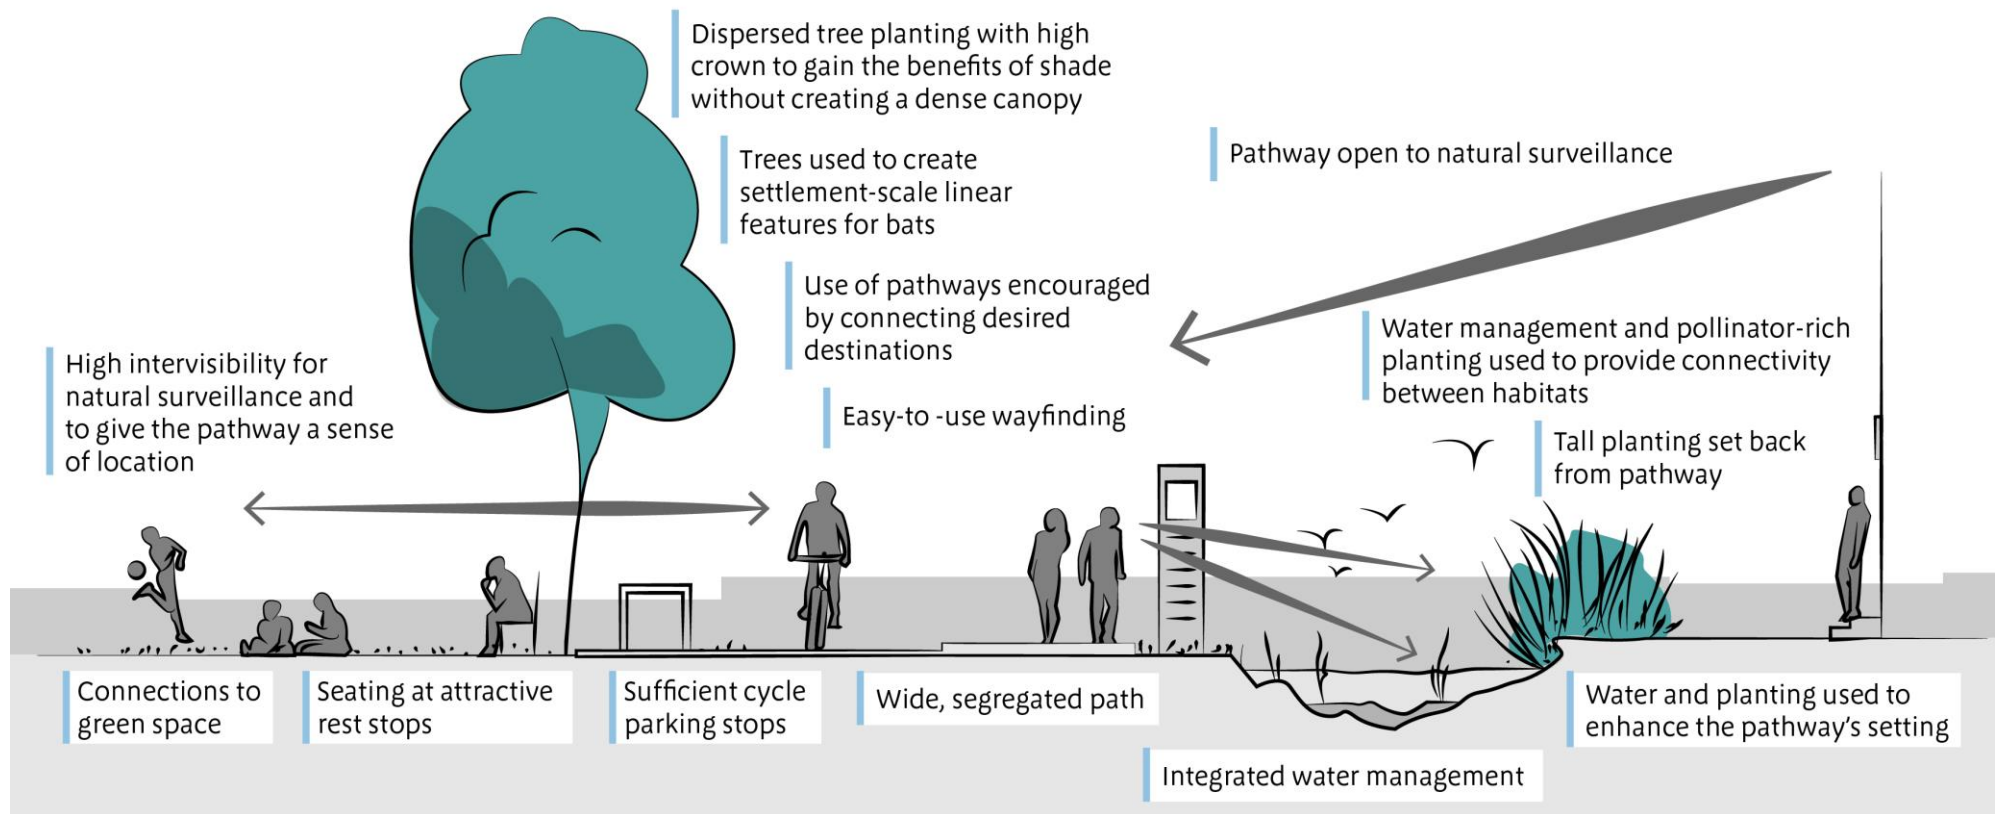 Dispersed tree planting with high
crown to gain the benefits of shade
without creating a dense canopy
Trees used to create
settlement-scale linear
features for bats
Pathway open to natural surveillance
Use of pathways encouraged
by connecting desired
destinations
Water management and pollinator-rich
planting used to provide connectivity
between habitats
High intervisibility for
natural surveillance and
to give the pathway a sense
of location
Easy-to -use wayfinding
Tall planting set back
from pathway
Connections to
green space
Seating at attractive
rest stops
Sufficient cycle
parking stops
Wide, segregated path
Water and planting used to
enhance the pathway’s setting
Integrated water management